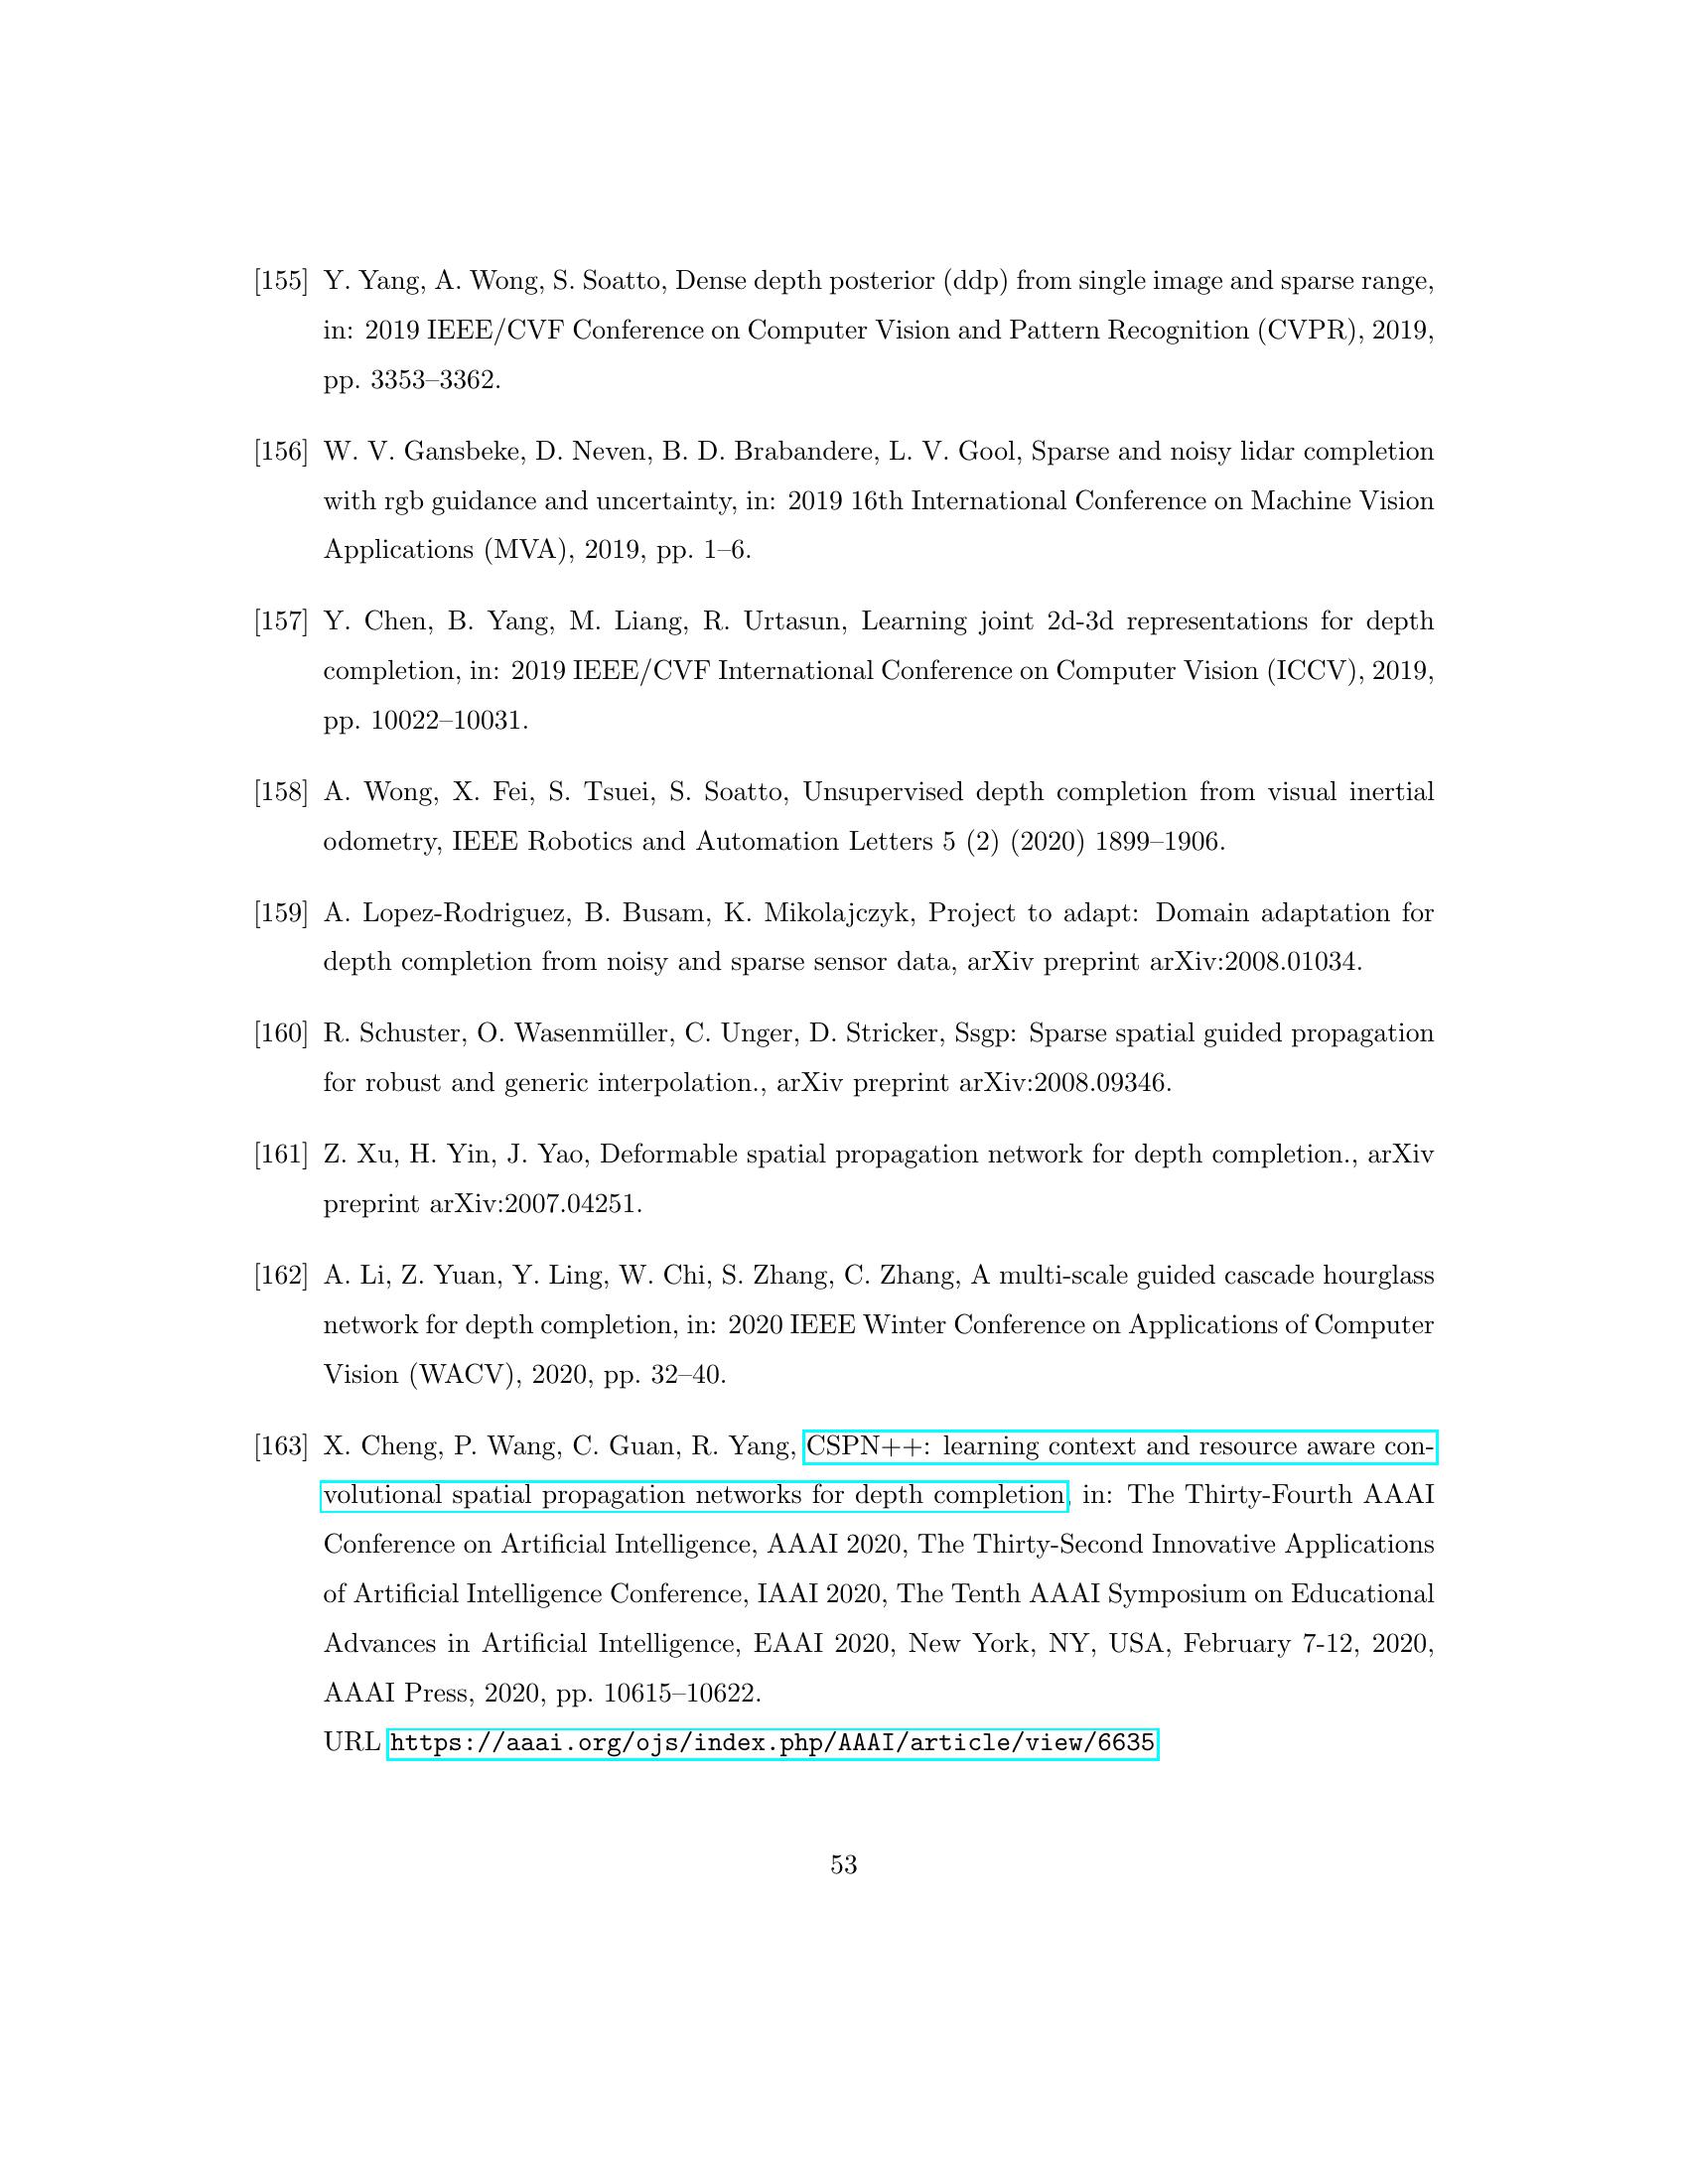 [155] Y. Yang, A. Wong, S. Soatto, Dense depth posterior (ddp) from single image and sparse range,
in: 2019 IEEE/CVF Conference on Computer Vision and Pattern Recognition (CVPR), 2019,
pp. 3353–3362.
[156] W. V. Gansbeke, D. Neven, B. D. Brabandere, L. V. Gool, Sparse and noisy lidar completion
with rgb guidance and uncertainty, in: 2019 16th International Conference on Machine Vision
Applications (MVA), 2019, pp. 1–6.
[157] Y. Chen, B. Yang, M. Liang, R. Urtasun, Learning joint 2d-3d representations for depth
completion, in: 2019 IEEE/CVF International Conference on Computer Vision (ICCV), 2019,
pp. 10022–10031.
[158] A. Wong, X. Fei, S. Tsuei, S. Soatto, Unsupervised depth completion from visual inertial
odometry, IEEE Robotics and Automation Letters 5 (2) (2020) 1899–1906.
[159] A. Lopez-Rodriguez, B. Busam, K. Mikolajczyk, Project to adapt: Domain adaptation for
depth completion from noisy and sparse sensor data, arXiv preprint arXiv:2008.01034.
[160] R. Schuster, O. Wasenmüller, C. Unger, D. Stricker, Ssgp: Sparse spatial guided propagation
for robust and generic interpolation., arXiv preprint arXiv:2008.09346.
[161] Z. Xu, H. Yin, J. Yao, Deformable spatial propagation network for depth completion., arXiv
preprint arXiv:2007.04251.
[162] A. Li, Z. Yuan, Y. Ling, W. Chi, S. Zhang, C. Zhang, A multi-scale guided cascade hourglass
network for depth completion, in: 2020 IEEE Winter Conference on Applications of Computer
Vision (WACV), 2020, pp. 32–40.
[163] X. Cheng, P. Wang, C. Guan, R. Yang, CSPN++: learning context and resource aware con-
volutional spatial propagation networks for depth completion, in: The Thirty-Fourth AAAI
Conference on Artificial Intelligence, AAAI 2020, The Thirty-Second Innovative Applications
of Artificial Intelligence Conference, IAAI 2020, The Tenth AAAI Symposium on Educational
Advances in Artificial Intelligence, EAAI 2020, New York, NY, USA, February 7-12, 2020,
AAAI Press, 2020, pp. 10615–10622.
URL https://aaai.org/ojs/index.php/AAAI/article/view/6635
53